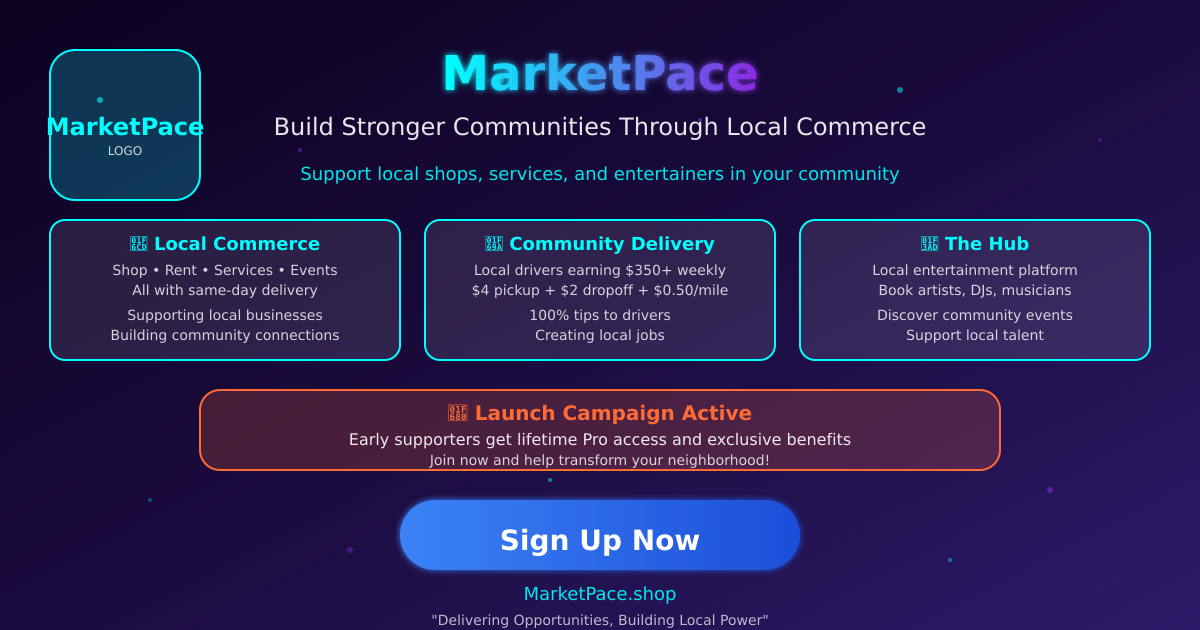 MarketPace
MarketPace
LOGO
Build Stronger Communities Through Local Commerce
Support local shops, services, and entertainers in your community
01F6CD Local Commerce
Shop • Rent • Services • Events
All with same-day delivery
Supporting local businesses
Building community connections
01F69A Community Delivery
Local drivers earning $350+ weekly
$4 pickup + $2 dropoff + $0.50/mile
100% tips to drivers
Creating local jobs
01F3AD The Hub
Local entertainment platform
Book artists, DJs, musicians
Discover community events
Support local talent
01F680 Launch Campaign Active
Early supporters get lifetime Pro access and exclusive benefits
Join now and help transform your neighborhood!
Sign Up Now
MarketPace.shop
"Delivering Opportunities, Building Local Power"